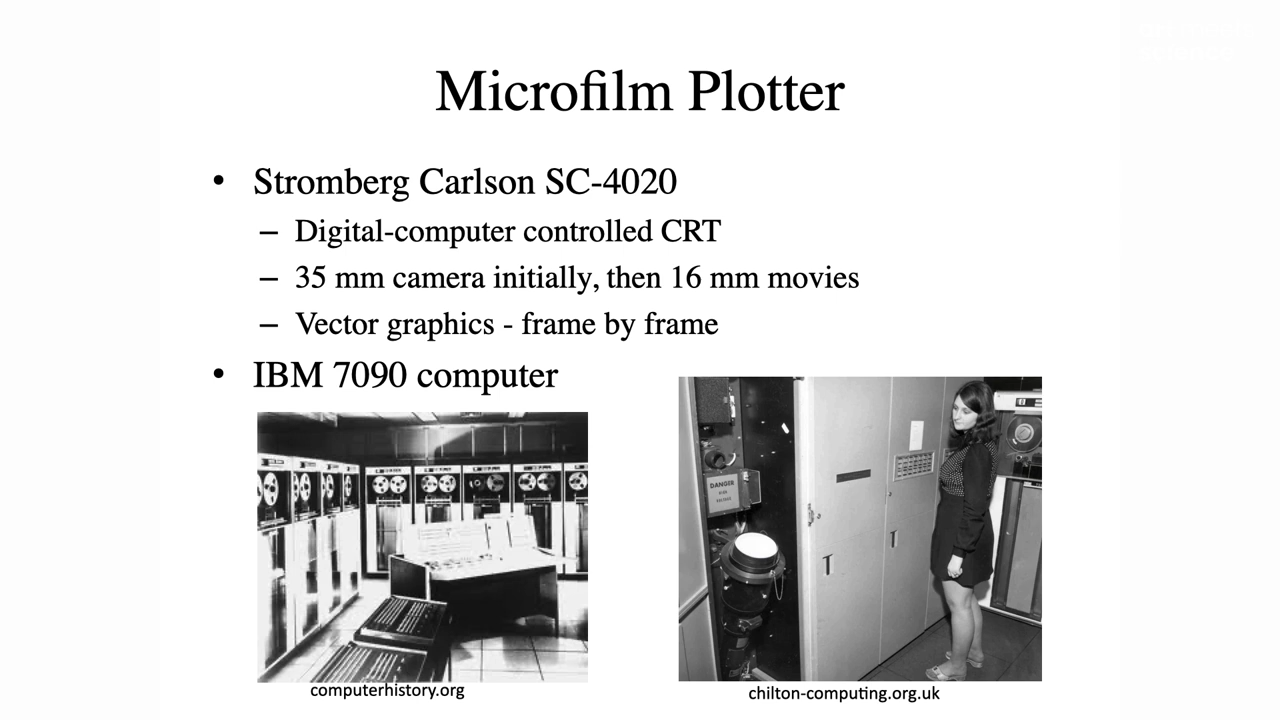 Microfilm Plotter
• Stromberg Carlson SC-4020
– Digital-computer controlled CRT
– 35 mm camera initially, then 16 mm movies
– Vector graphics - frame by frame
• IBM 7090 computer
DANGER
computerhistory.org
chilton-computing.org.uk